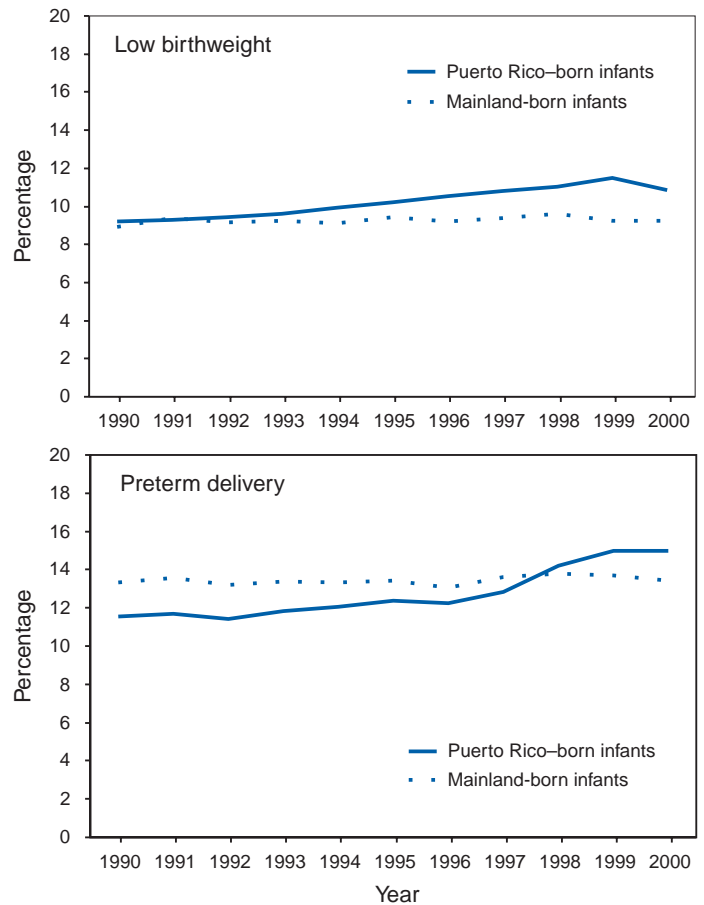 Low birthweight
Puerto Rico–born infants
Mainland-born infants
Percentage
20
18
16
14
12
10
8
6
4
2
0
1990 1991 1992 1993 1994 1995 1996 1997 1998 1999 2000
Preterm delivery
Percentage
20
18
16
14
12
10
8
6
4
2
0
Puerto Rico–born infants
Mainland-born infants
1990 1991 1992 1993 1994 1995 1996 1997 1998 1999 2000
Year